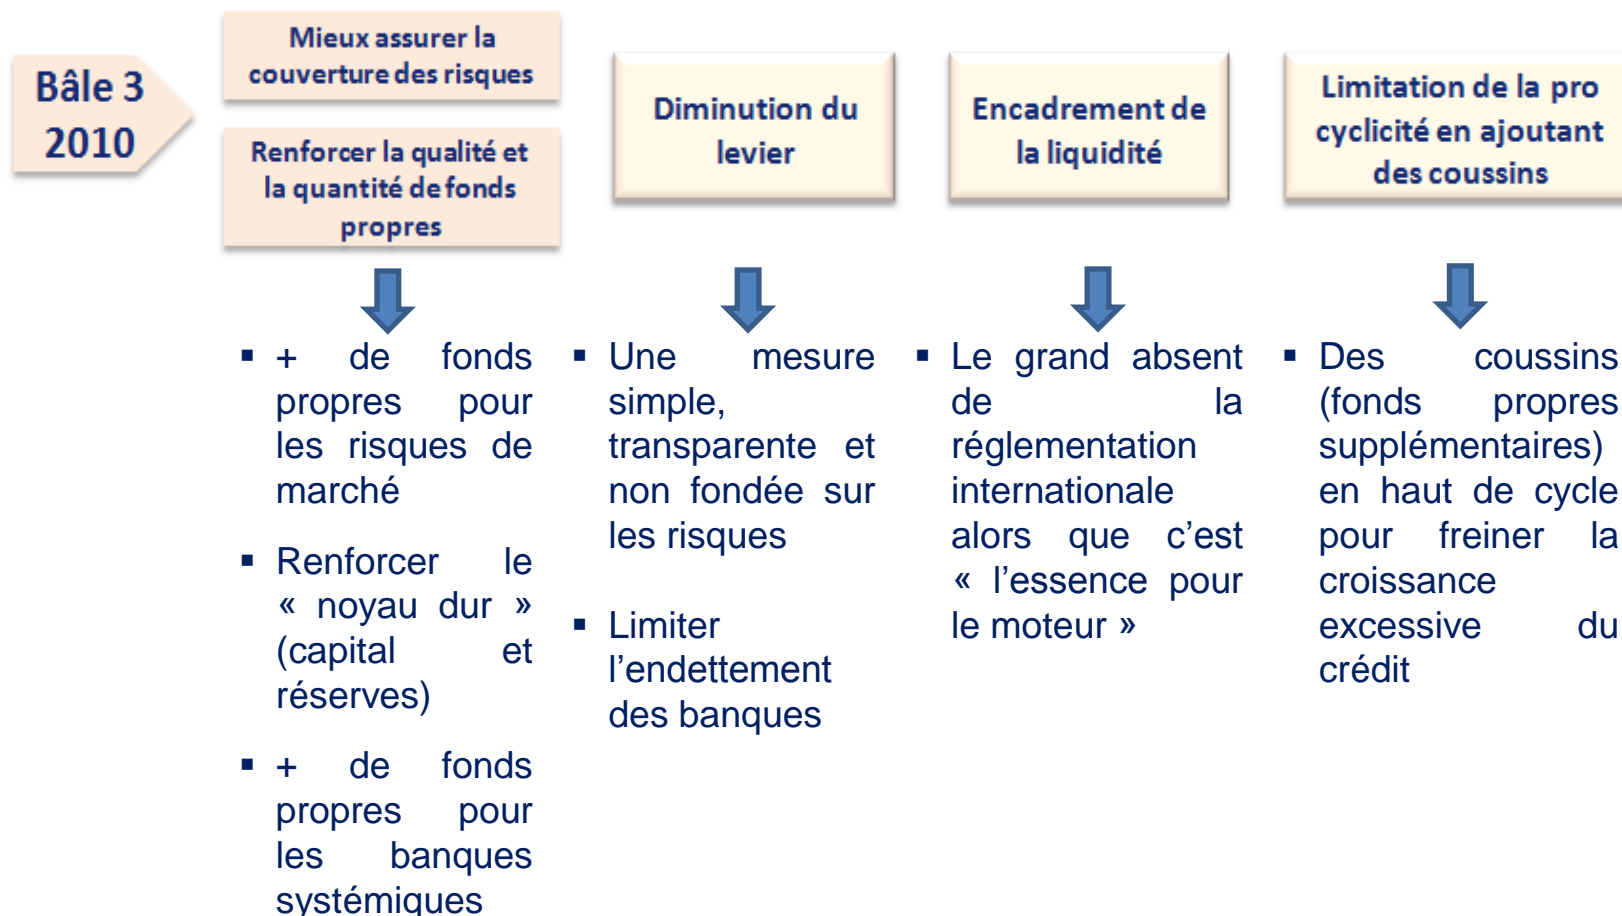 Bâle 3
2010
Mieux assurer la
couverture des risques
Renforcer la qualité et
la quantité de fonds
propres
Diminution du
levier
Encadrement de
la liquidité
Limitation de la pro
cyclicité en ajoutant
des coussins
▪ + de fonds
propres pour
les risques de
marché
▪ Renforcer le
« noyau dur »
(capital et
réserves)
▪ + de fonds
propres pour
les banques
systémiques
▪ Une mesure
simple,
transparente et
non fondée sur
les risques
▪ Limiter
l’endettement
des banques
▪ Le grand absent
de la
réglementation
internationale
alors que c’est
« l’essence pour
le moteur »
▪ Des coussins
(fonds propres
supplémentaires)
en haut de cycle
pour freiner la
croissance
excessive du
crédit